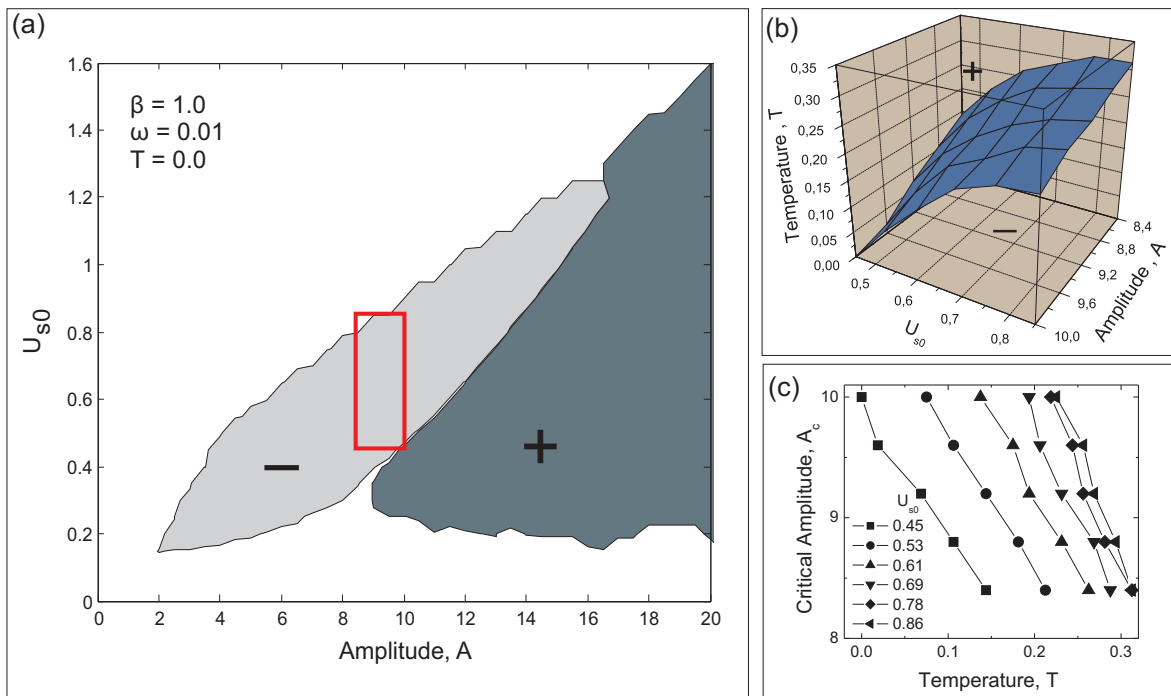 (a)
1.6
1.4
1.2
1
0.8
0.6
0.4
0.2
0
U_s0
β = 1.0
ω = 0.01
T = 0.0
−
+
0 2 4 6 8 10 12 14 16 18 20
Amplitude, A
(b)
0,35
0,30
0,25
0,20
0,15
0,10
0,05
0,00
Temperature , T
+
−
0,5 0,6 0,7 0,8
U_s0
8,4
8,8
9,2
9,6
10,0
Amplitude , A
(c)
10
9
8
Critical Amplitude, A_c
U_s0
0.45
0.53
0.61
0.69
0.78
0.86
0.0 0.1 0.2 0.3
Temperature, T